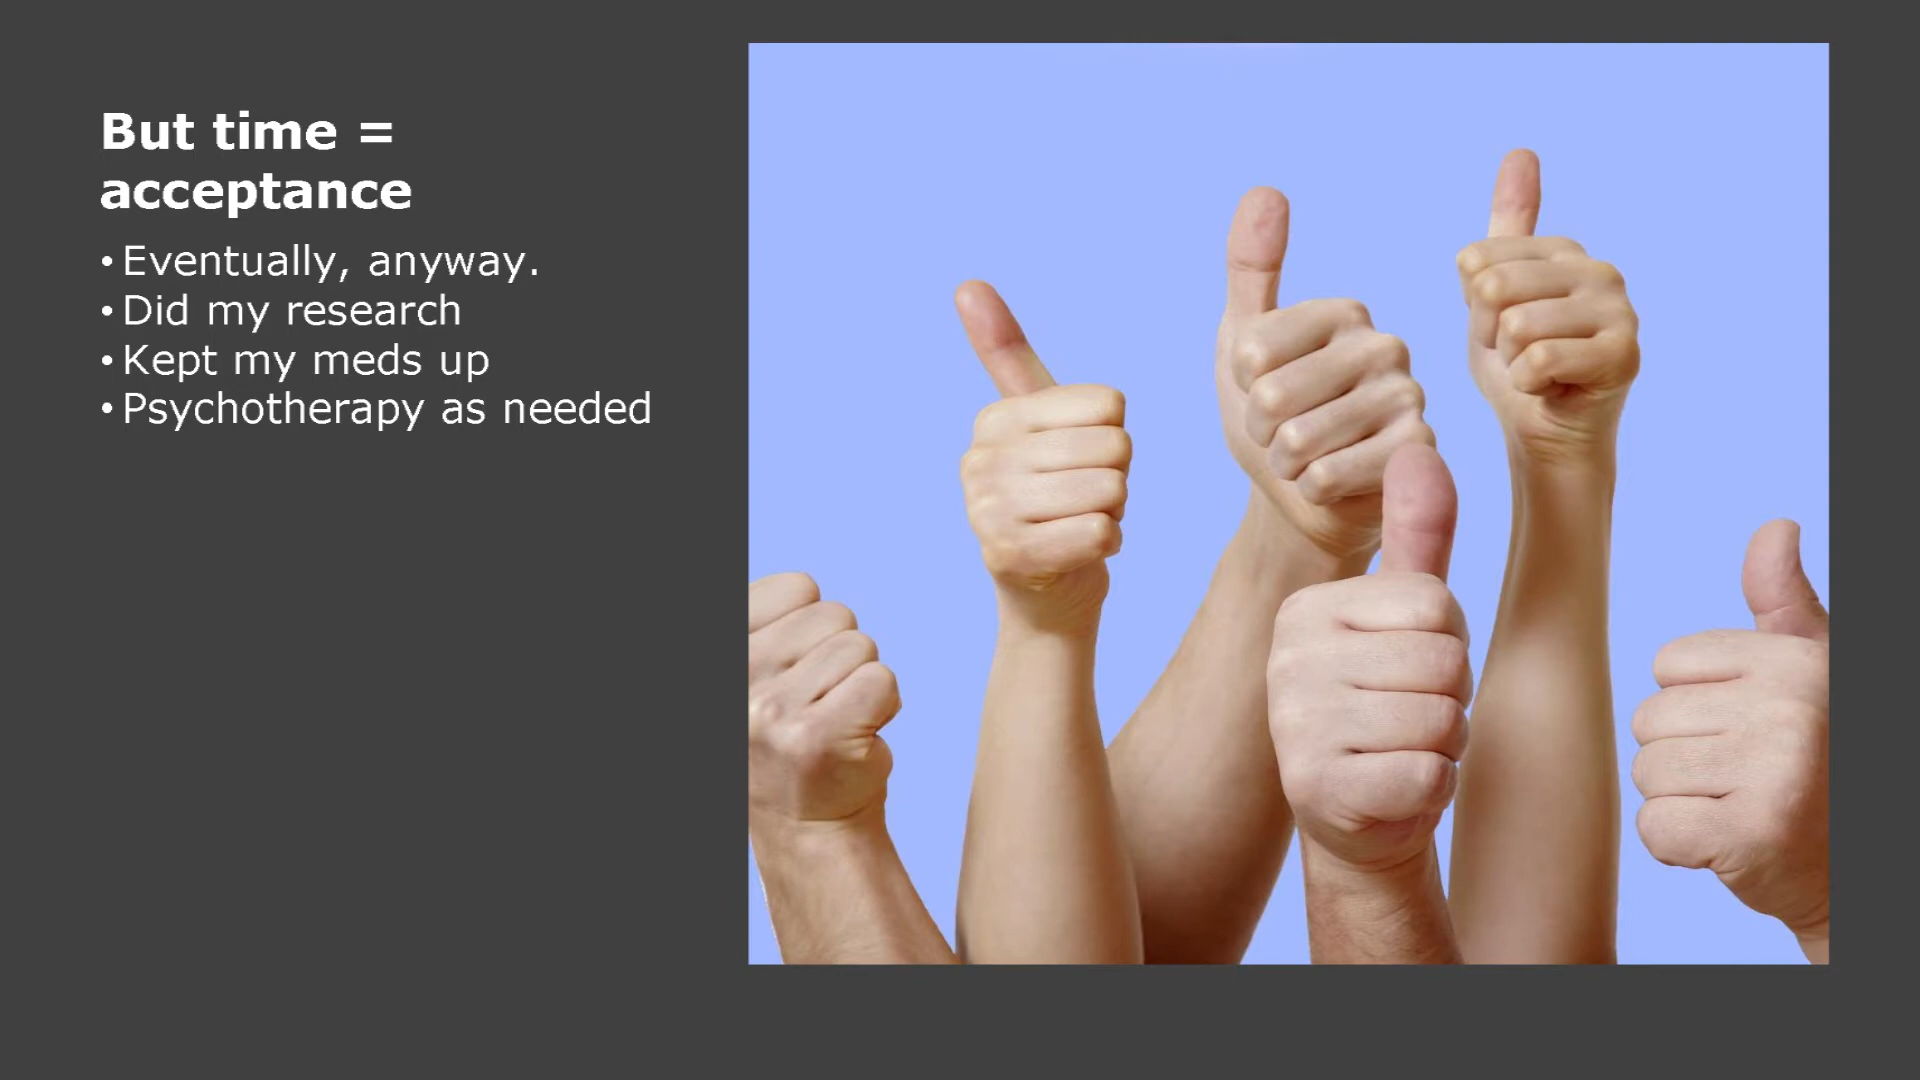 But time =
acceptance
• Eventually, anyway.
• Did my research
• Kept my meds up
• Psychotherapy as needed